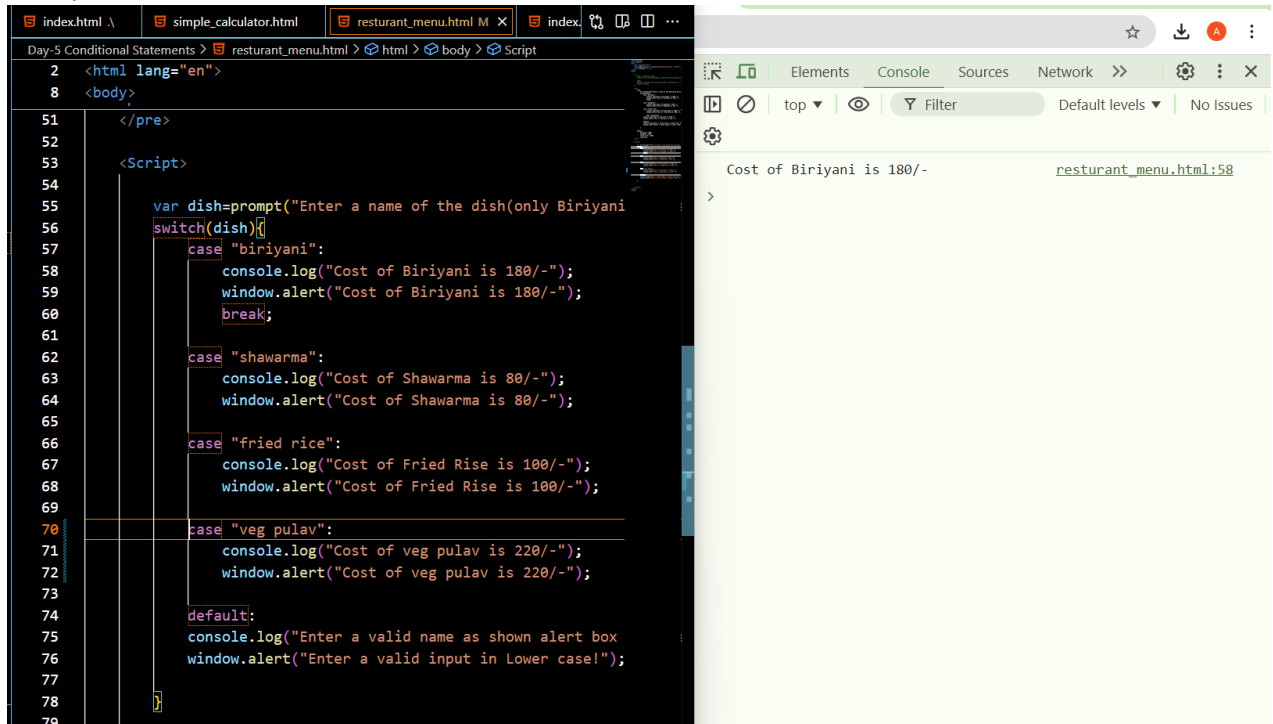 index.html .\
simple_calculator.html
resturant_menu.html M
index.
Day-5 Conditional Statements > resturant_menu.html > html > body > Script
2 <html lang="en">
8 <body>
51 </pre>
52
53 <Script>
54
55 var dish=prompt("Enter a name of the dish(only Biriyani
56 switch(dish){
57 case "biriyani":
58 console.log("Cost of Biriyani is 180/-");
59 window.alert("Cost of Biriyani is 180/-");
60 break;
61
62 case "shawarma":
63 console.log("Cost of Shawarma is 80/-");
64 window.alert("Cost of Shawarma is 80/-");
65
66 case "fried rice":
67 console.log("Cost of Fried Rise is 100/-");
68 window.alert("Cost of Fried Rise is 100/-");
69
70 case "veg pulav":
71 console.log("Cost of veg pulav is 220/-");
72 window.alert("Cost of veg pulav is 220/-");
73
74 default:
75 console.log("Enter a valid name as shown alert box
76 window.alert("Enter a valid input in Lower case!");
77
78 }
79
A
Elements Console Sources Network >>
top ▼ Filter Default levels ▼ No Issues
Cost of Biriyani is 180/- resturant_menu.html:58
>